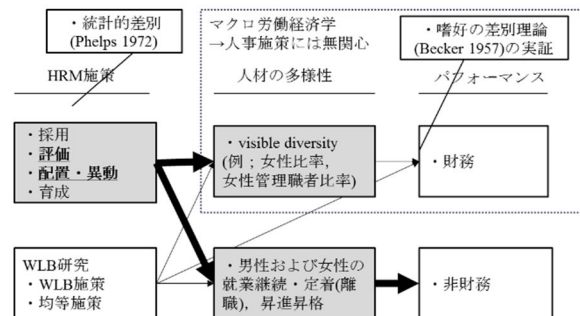 ・統計的差別
(Phelps 1972)
マクロ労働経済学
→人事施策には無関心
・嗜好の差別理論
(Becker 1957)の実証
HRM施策
人材の多様性
パフォーマンス
・採用
・評価
・配置・異動
・育成
・visible diversity
(例；女性比率,
女性管理職者比率)
・財務
WLB研究
・WLB施策
・均等施策
・男性および女性の
就業継続・定着(離
職)，昇進昇格
・非財務